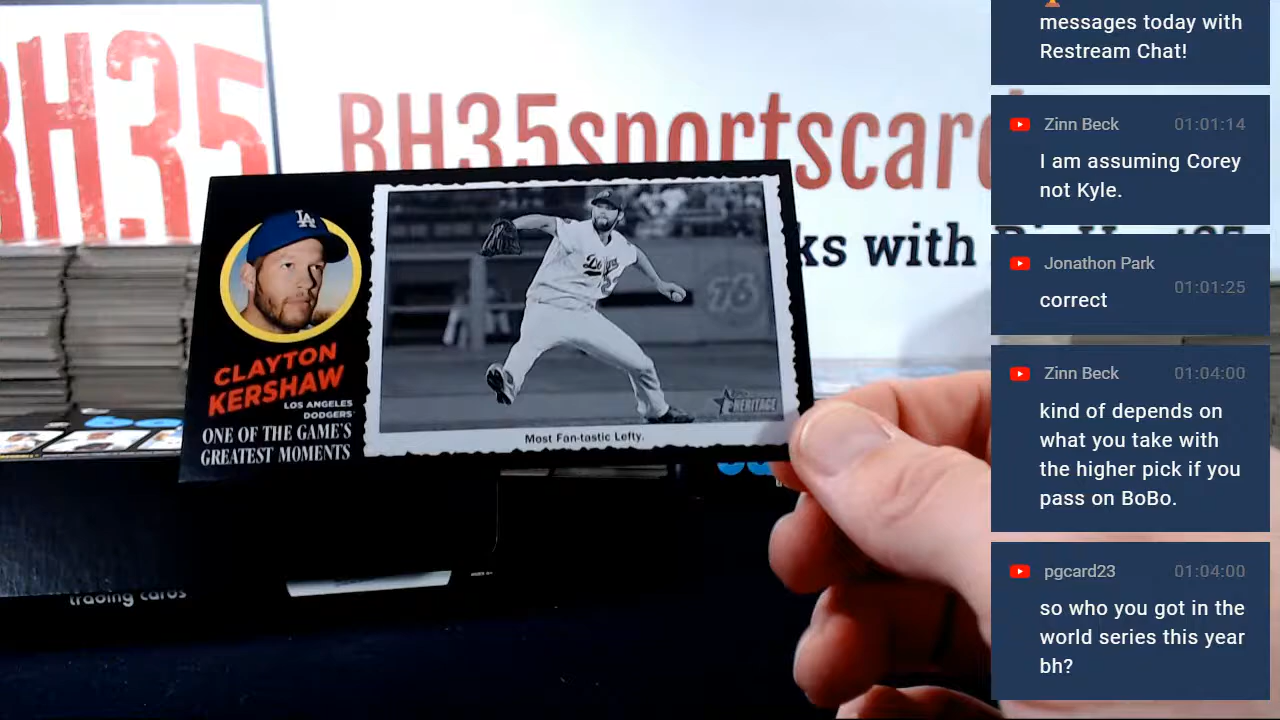 BH35
BH35sportscar
ks with
LA
CLAYTON
KERSHAW
LOS ANGELES
DODGERS
ONE OF THE GAME'S
GREATEST MOMENTS
76
HERITAGE
Most Fan-tastic Lefty.
trading cards
messages today with
Restream Chat!
Zinn Beck 01:01:14
I am assuming Corey
not Kyle.
Jonathon Park 01:01:25
correct
Zinn Beck 01:04:00
kind of depends on
what you take with
the higher pick if you
pass on BoBo.
pgcard23 01:04:00
so who you got in the
world series this year
bh?